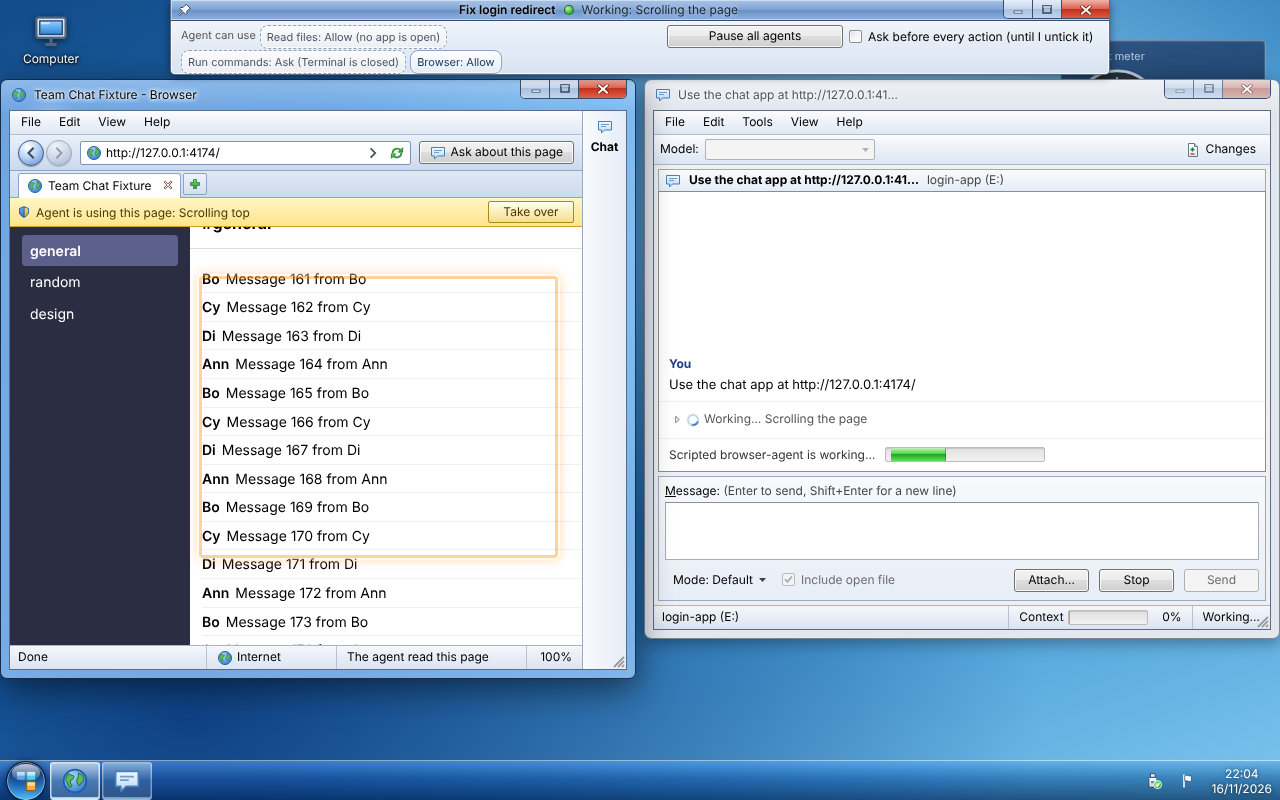 Computer
Fix login redirect Working: Scrolling the page
Agent can use Read files: Allow (no app is open)
Run commands: Ask (Terminal is closed) Browser: Allow
Pause all agents Ask before every action (until I untick it)
meter
Team Chat Fixture - Browser
File Edit View Help
http://127.0.0.1:4174/ Ask about this page
Team Chat Fixture
Agent is using this page: Scrolling top Take over
Chat
general
random
design
#general
Bo Message 161 from Bo
Cy Message 162 from Cy
Di Message 163 from Di
Ann Message 164 from Ann
Bo Message 165 from Bo
Cy Message 166 from Cy
Di Message 167 from Di
Ann Message 168 from Ann
Bo Message 169 from Bo
Cy Message 170 from Cy
Di Message 171 from Di
Ann Message 172 from Ann
Bo Message 173 from Bo
Done Internet The agent read this page 100%
Use the chat app at http://127.0.0.1:41...
File Edit Tools View Help
Model: Changes
Use the chat app at http://127.0.0.1:41... login-app (E:)
You
Use the chat app at http://127.0.0.1:4174/
Working... Scrolling the page
Scripted browser-agent is working...
Message: (Enter to send, Shift+Enter for a new line)
Mode: Default Include open file Attach... Stop Send
login-app (E:) Context 0% Working...
22:04
16/11/2026